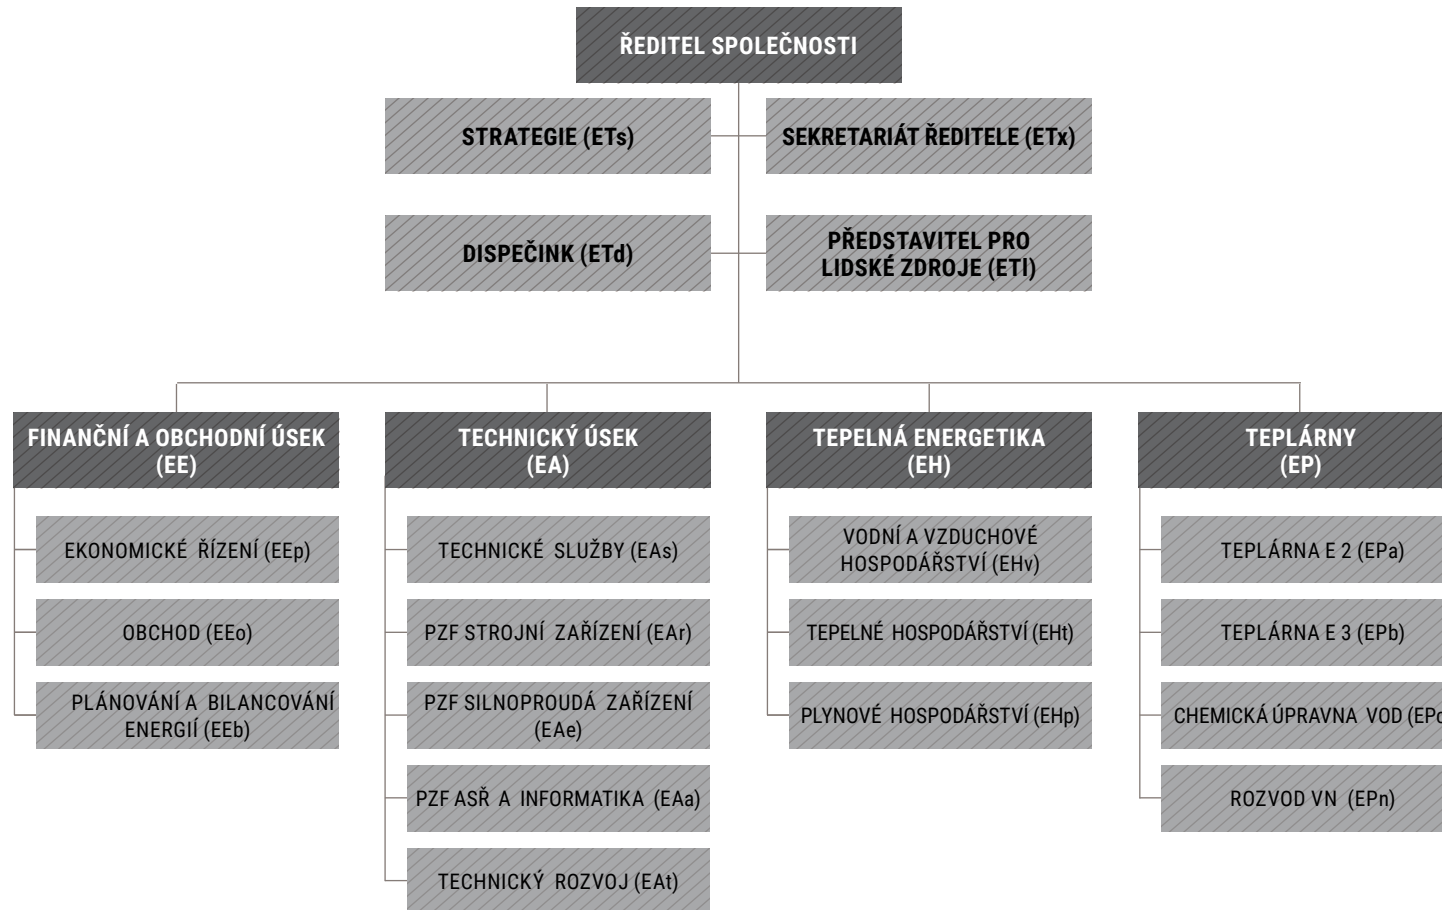 ŘEDITEL SPOLEČNOSTI
STRATEGIE (ETs)
SEKRETARIÁT ŘEDITELE (ETx)
DISPEČINK (ETd)
PŘEDSTAVITEL PRO
LIDSKÉ ZDROJE (ETl)
FINANČNÍ A OBCHODNÍ ÚSEK
(EE)
EKONOMICKÉ ŘÍZENÍ (EEp)
OBCHOD (EEo)
PLÁNOVÁNÍ A BILANCOVÁNÍ
ENERGIÍ (EEb)
TECHNICKÝ ÚSEK
(EA)
TECHNICKÉ SLUŽBY (EAs)
PZF STROJNÍ ZAŘÍZENÍ (EAr)
PZF SILNOPROUDÁ ZAŘÍZENÍ
(EAe)
PZF ASŘ A INFORMATIKA (EAa)
TECHNICKÝ ROZVOJ (EAt)
TEPELNÁ ENERGETIKA
(EH)
VODNÍ A VZDUCHOVÉ
HOSPODÁŘSTVÍ (EHv)
TEPELNÉ HOSPODÁŘSTVÍ (EHt)
PLYNOVÉ HOSPODÁŘSTVÍ (EHp)
TEPLÁRNY
(EP)
TEPLÁRNA E 2 (EPa)
TEPLÁRNA E 3 (EPb)
CHEMICKÁ ÚPRAVNA VOD
ROZVOD VN (EPn)